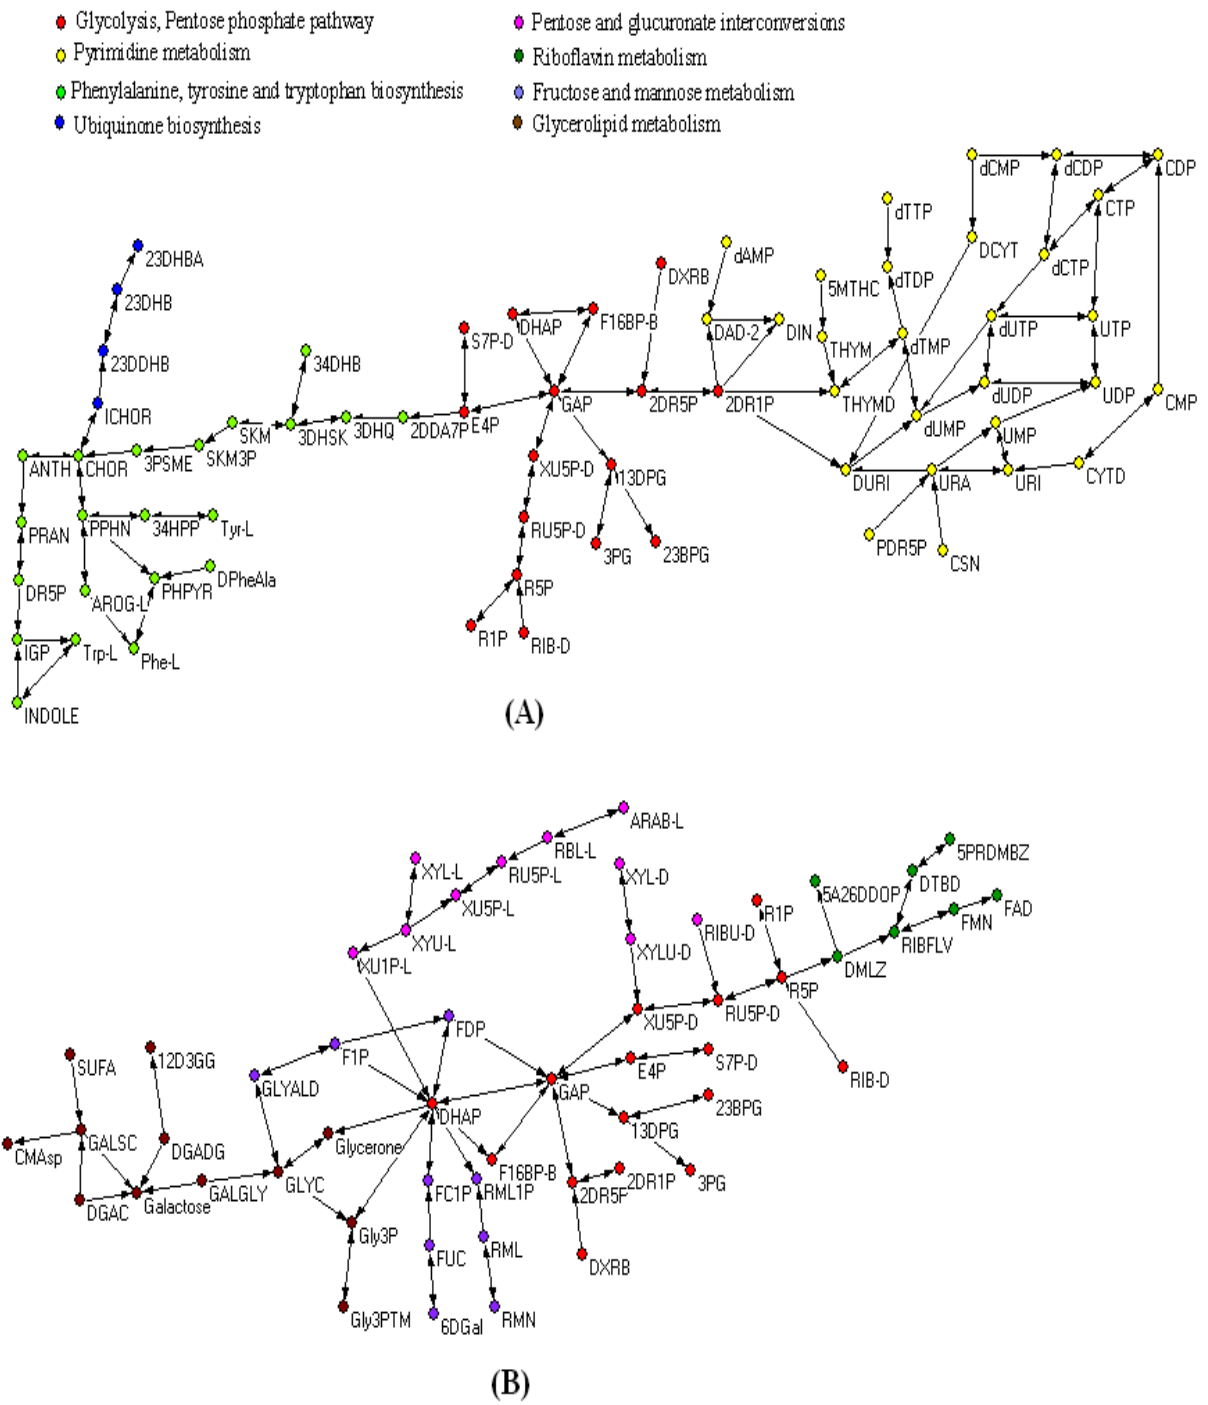 Glycolysis, Pentose phosphate pathway
Pentose and glucuronate interconversions
Pyrimidine metabolism
Riboflavin metabolism
Phenylalanine, tyrosine and tryptophan biosynthesis
Fructose and mannose metabolism
Ubiquinone biosynthesis
Glycerolipid metabolism
dCMP
dCDP
CDP
CTP
dTTP
23DHBA
DCYT
dAMP
dCTP
DXRB
dTDP
5MTHC
23DHB
DHAP
F16BP-B
DAD-2
DIN
dUTP
UTP
S7P-D
THYM
dTMP
23DDHB
34DHB
dUDP
UDP
GAP
2DR5P
2DR1P
THYMD
CMP
ICHOR
SKM
3DHSK
3DHQ
2DDA7P
E4P
dUMP
UMP
ANTH
CHOR
3PSME
SKM3P
XU5P-D
13DPG
DURI
URA
URI
CYTD
PRAN
PPHN
34HPP
Tyr-L
RU5P-D
3PG
23BPG
PDR5P
CSN
DR5P
AROG-L
PHPYR
DPheAla
R5P
IGP
Trp-L
Phe-L
R1P
RIB-D
INDOLE
(A)
ARAB-L
RBL-L
5PRDMBZ
XYL-L
RU5P-L
XYL-D
5A26DDOP
DTBD
XU5P-L
R1P
FAD
FMN
XYU-L
RIBU-D
RIBFLV
XU1P-L
XYLU-D
DMLZ
R5P
XU5P-D
RU5P-D
FDP
F1P
SUFA
12D3GG
E4P
S7P-D
GLYALD
GAP
RIB-D
DHAP
23BPG
13DPG
GALSC
Glycerone
CMAsp
DGADG
F16BP-B
3PG
2DR1P
GLYC
GALGLY
FC1P
RML1P
2DR5P
DGAC
Galactose
Gly3P
FUC
RML
DXRB
Gly3PTM
6DGal
RMN
(B)